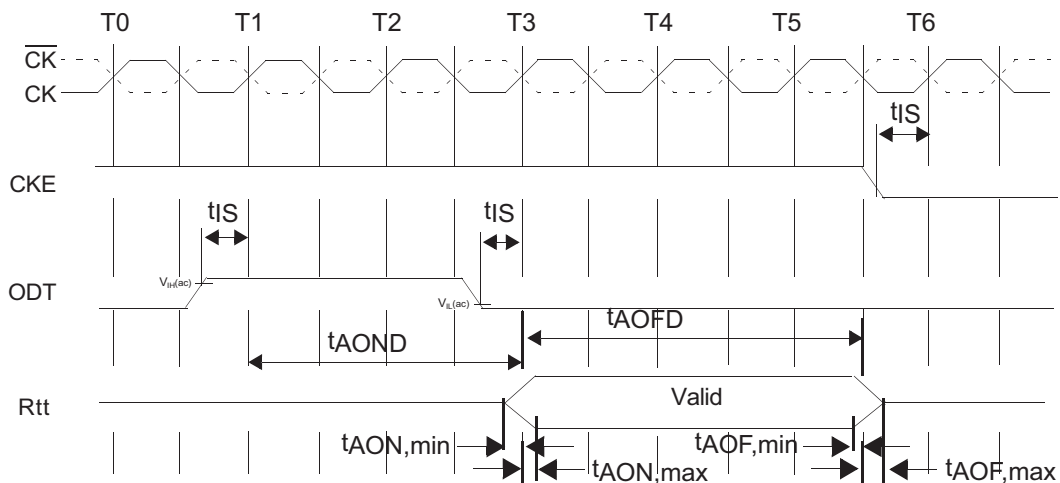 T0 T1 T2 T3 T4 T5 T6
CK
CK
tIS
CKE
tIS
tIS
VIH(ac)
ODT
VIL(ac)
tAOFD
tAOND
Rtt
Valid
tAON,min
tAOF,min
tAON,max
tAOF,max